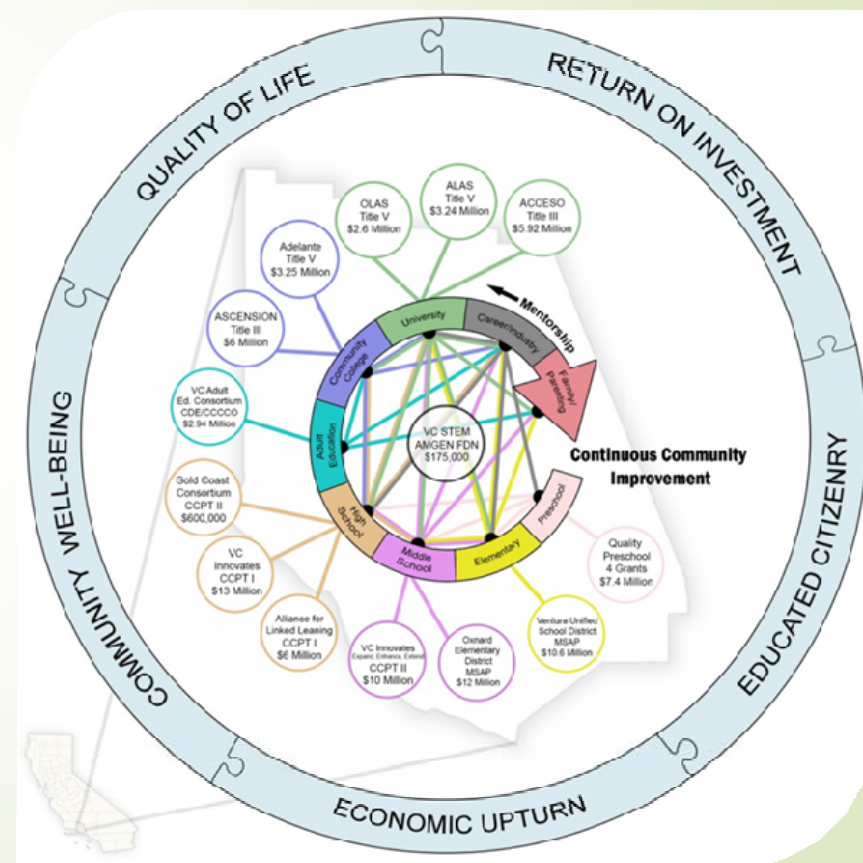 QUALITY OF LIFE
RETURN ON INVESTMENT
EDUCATED CITIZENRY
ECONOMIC UPTURN
COMMUNITY WELL-BEING
OLAS
Title V
$2.6 Million
ALAS
Title V
$3.24 Million
ACCESO
Title III
$5.92 Million
Adelante
Title V
$3.25 Million
ASCENSION
Title III
$6 Million
VC Adult
Ed. Consortium
CDE/CCCCO
$2.94 Million
Gold Coast
Consortium
CCPT II
$600,000
VC
Innovates
CCPT I
$13 Million
Alliance for
Linked Learning
CCPT I
$6 Million
VC Innovates
Expand, Enhance, Extend
CCPT II
$10 Million
Oxnard
Elementary
District
MSAP
$12 Million
Ventura Unified
School District
MSAP
$10.6 Million
Quality
Preschool
4 Grants
$7.4 Million
Mentorship
University
Career/Industry
Family/
Parenting
Community
College
Adult
Education
High
School
Middle
School
Elementary
Preschool
VC STEM
AMGEN FDN
$175,000
Continuous Community
Improvement